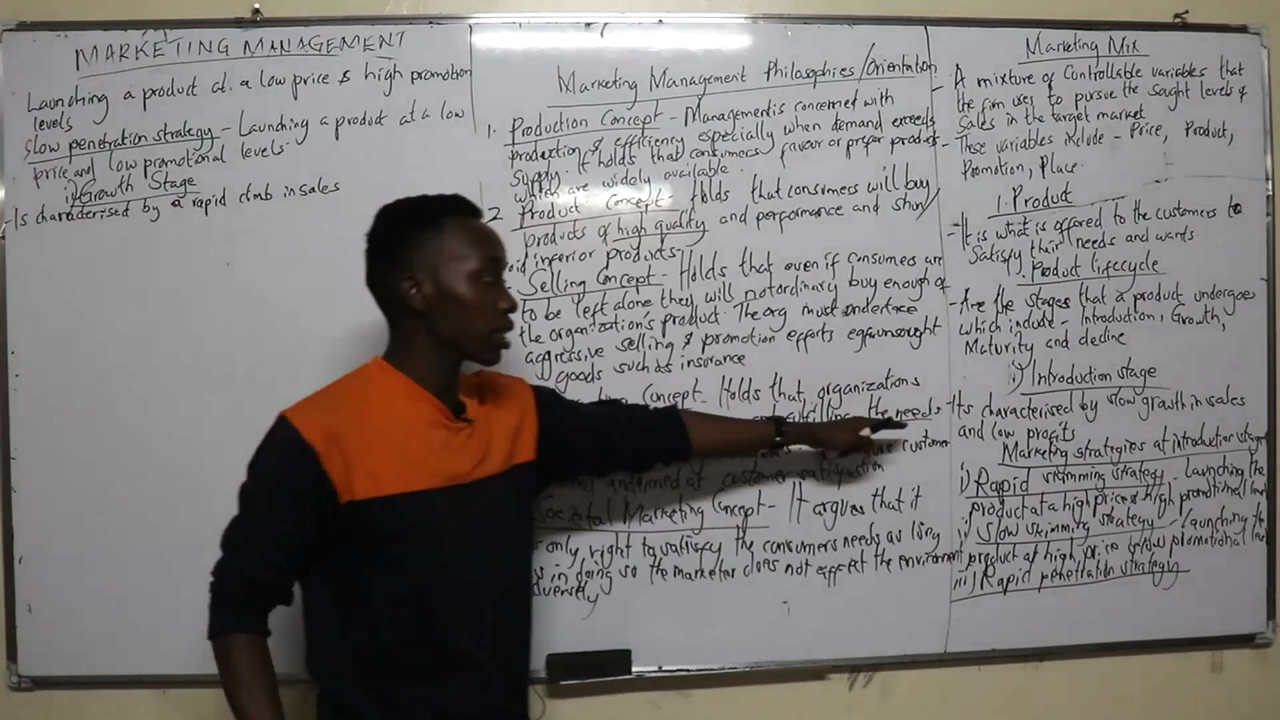 MARKETING MANAGEMENT
Launching a product at a low price & high promotion
levels
Slow penetration strategy - Launching a product at a low
price and low promotional levels.
ii) Growth Stage
- Is characterised by a rapid climb in sales
Marketing Management Philosophies/Orientation
1. Production Concept - Management is concerned with
production & efficiency especially when demand exceeds
supply. It holds that consumers favour or prefer products
which are widely available.
2. Product Concept - Holds that consumers will buy
products of high quality and performance and shun/
inferior products
Selling Concept - Holds that even if consumers are
to be left alone they will not ordinary buy enough of
the organization's product. The org must undertake
aggressive selling & promotion efforts eg unsought
goods such as insurance
Concept - Holds that organizations
fulfilling the needs
customer
and aimed at customer satisfaction
Societal Marketing Concept - It argues that it
only right to satisfy the consumers needs as long
in doing so the marketer does not affect the environment
Marketing Mix
- A mixture of Controllable variables that
the firm uses to pursue the sought levels of
Sales in the target market
- These variables include - Price, Product,
Promotion, Place.
1. Product
- It is what is offered to the customers to
Satisfy their needs and wants
Product lifecycle
- Are the stages that a product undergoes
which include - Introduction, Growth,
Maturity and decline
i) Introduction stage
- Its characterised by slow growth in sales
and low profits
Marketing strategies at introduction stage
i) Rapid skimming strategy - Launching the
product at a high price & high promotional level
ii) Slow skimming strategy - Launching the
product at high price & low promotional level
iii) Rapid penetration strategy